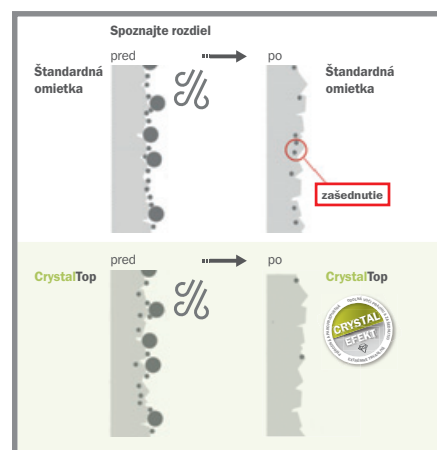 Spoznajte rozdiel
pred
po
Štandardná
omietka
Štandardná
omietka
zašednutie
pred
po
CrystalTop
CrystalTop
CRYSTAL
EFEKT